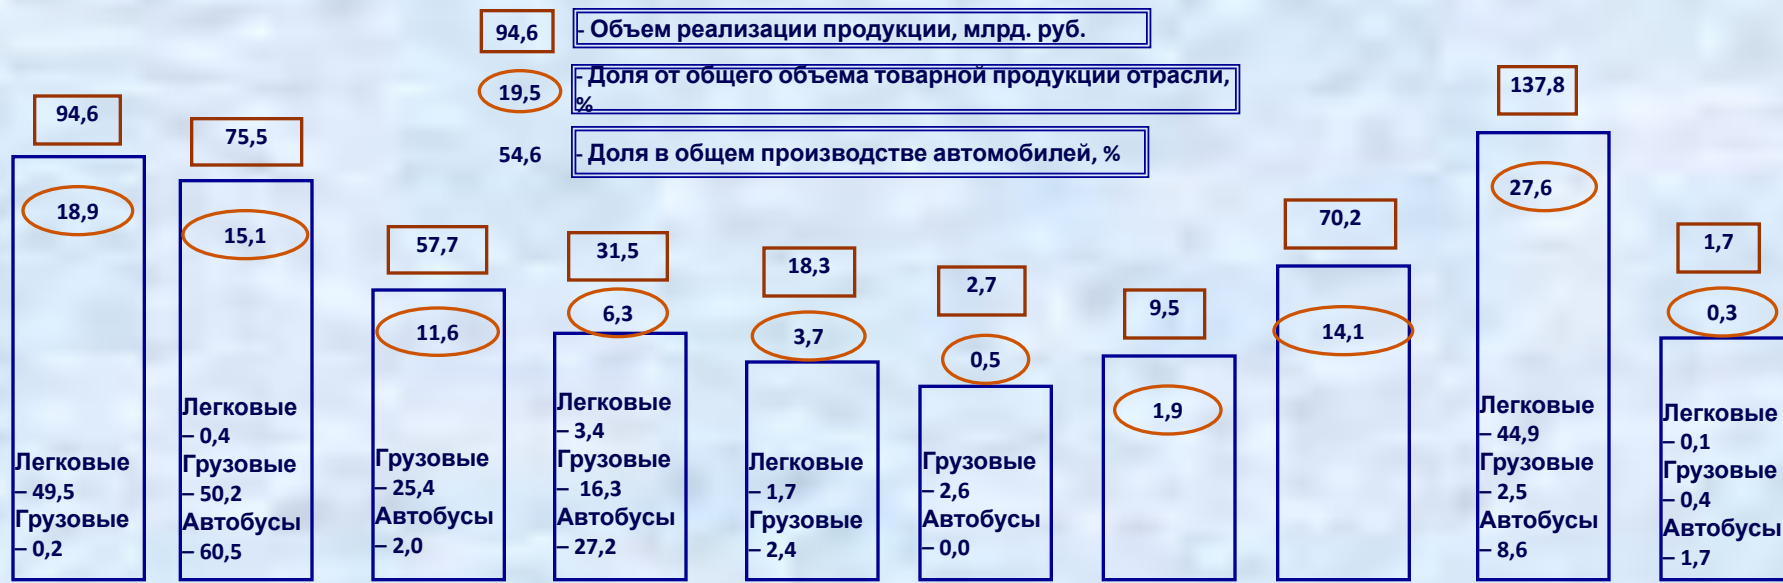 94,6
- Объем реализации продукции, млрд. руб.
19,5
- Доля от общего объема товарной продукции отрасли,
%
54,6
- Доля в общем производстве автомобилей, %
94,6
18,9
Легковые
– 49,5
Грузовые
– 0,2
75,5
15,1
Легковые
– 0,4
Грузовые
– 50,2
Автобусы
– 60,5
57,7
11,6
Грузовые
– 25,4
Автобусы
– 2,0
31,5
6,3
Легковые
– 3,4
Грузовые
– 16,3
Автобусы
– 27,2
18,3
3,7
Легковые
– 1,7
Грузовые
– 2,4
2,7
0,5
Грузовые
– 2,6
Автобусы
– 0,0
9,5
1,9
70,2
14,1
137,8
27,6
Легковые
– 44,9
Грузовые
– 2,5
Автобусы
– 8,6
1,7
0,3
Легковые
– 0,1
Грузовые
– 0,4
Автобусы
– 1,7